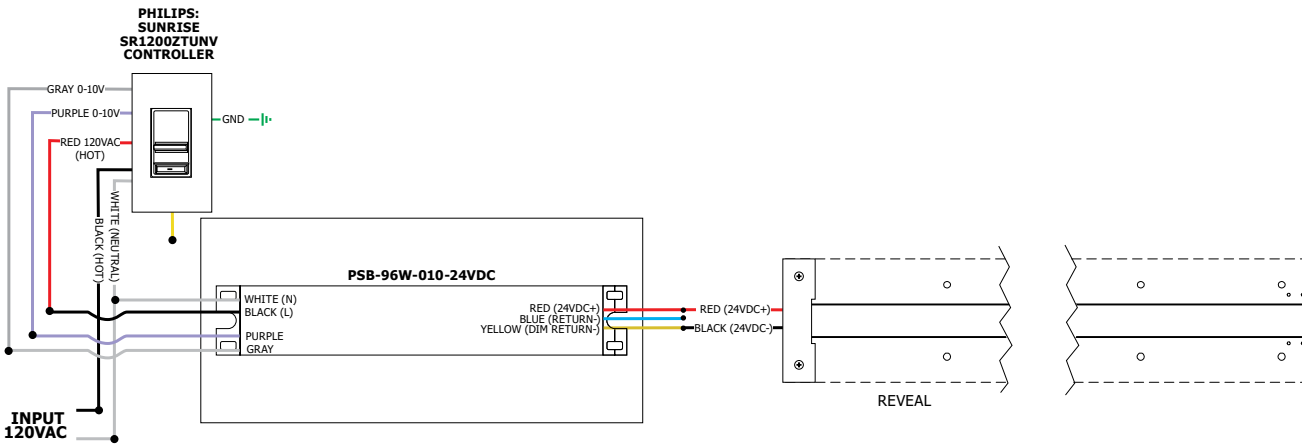 PHILIPS:
SUNRISE
SR1200ZTUNV
CONTROLLER
GRAY 0-10V
PURPLE 0-10V
RED 120VAC
(HOT)
GND
WHITE (NEUTRAL)
BLACK (HOT)
PSB-96W-010-24VDC
WHITE (N)
BLACK (L)
PURPLE
GRAY
RED (24VDC+)
BLUE (RETURN-)
YELLOW (DIM RETURN-)
RED (24VDC+)
BLACK (24VDC-)
REVEAL
INPUT
120VAC